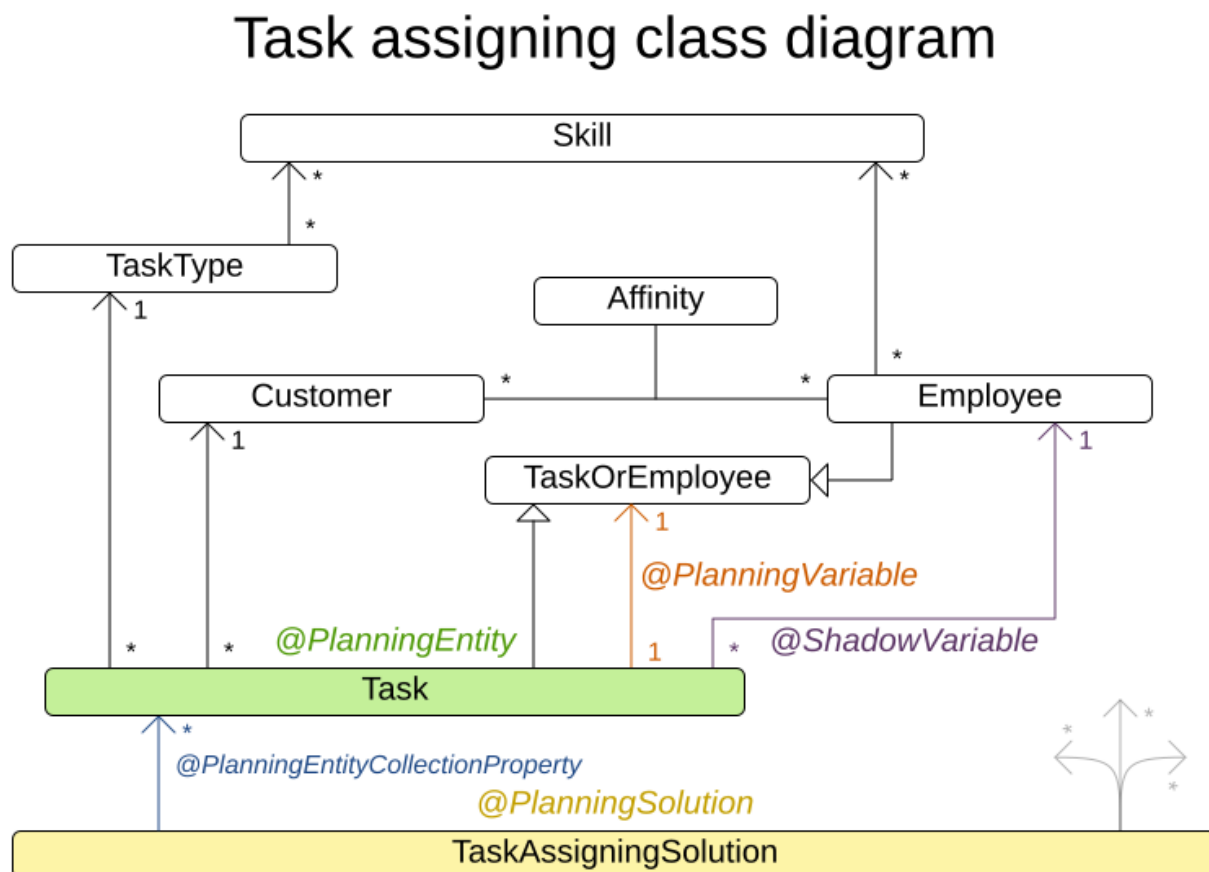 Task assigning class diagram
Skill
*
*
*
TaskType
1
Affinity
*
*
*
Customer
Employee
1
1
TaskOrEmployee
1
@PlanningVariable
*
*
@PlanningEntity
1
*
@ShadowVariable
Task
*
@PlanningEntityCollectionProperty
*
*
*
@PlanningSolution
TaskAssigningSolution